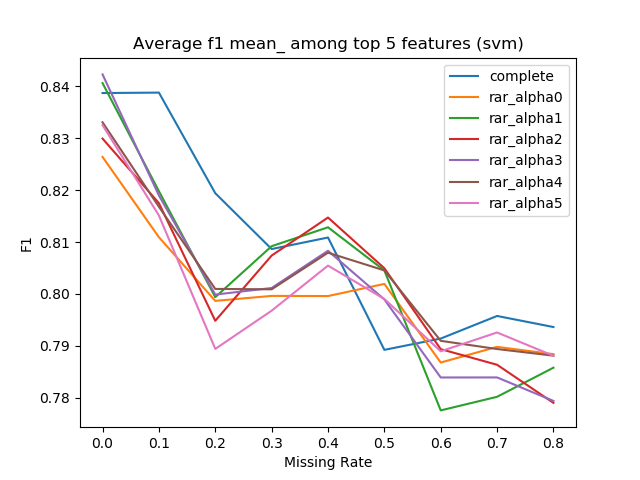 Average f1 mean_ among top 5 features (svm)
complete
rar_alpha0
rar_alpha1
rar_alpha2
rar_alpha3
rar_alpha4
rar_alpha5
0.84
0.83
0.82
0.81
0.80
0.79
0.78
F1
0.0 0.1 0.2 0.3 0.4 0.5 0.6 0.7 0.8
Missing Rate